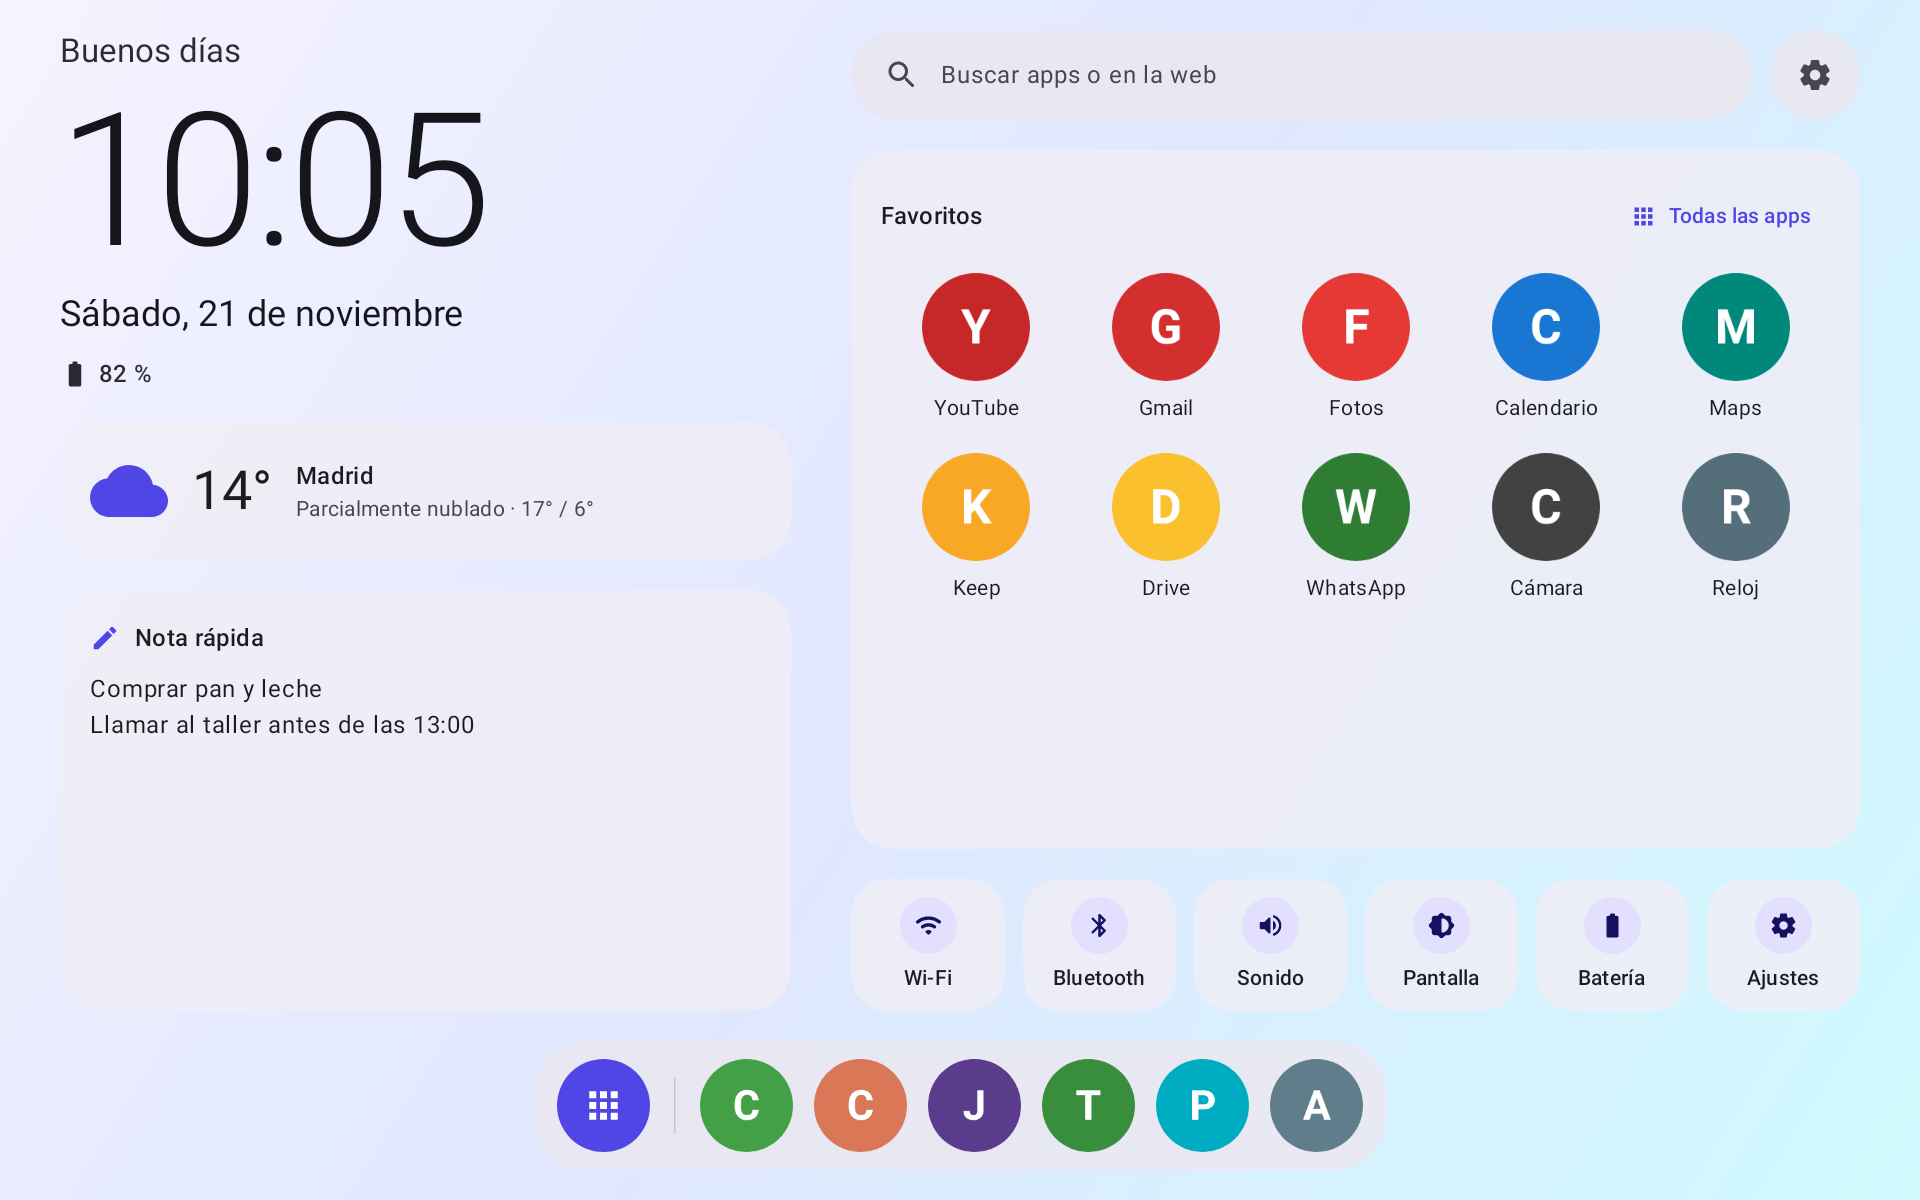 Buenos días
10:05
Sábado, 21 de noviembre
82 %
14°
Madrid
Parcialmente nublado · 17° / 6°
Nota rápida
Comprar pan y leche
Llamar al taller antes de las 13:00
Buscar apps o en la web
Favoritos
Todas las apps
Y
G
F
C
M
YouTube
Gmail
Fotos
Calendario
Maps
K
D
W
C
R
Keep
Drive
WhatsApp
Cámara
Reloj
Wi-Fi
Bluetooth
Sonido
Pantalla
Batería
Ajustes
C
C
J
T
P
A